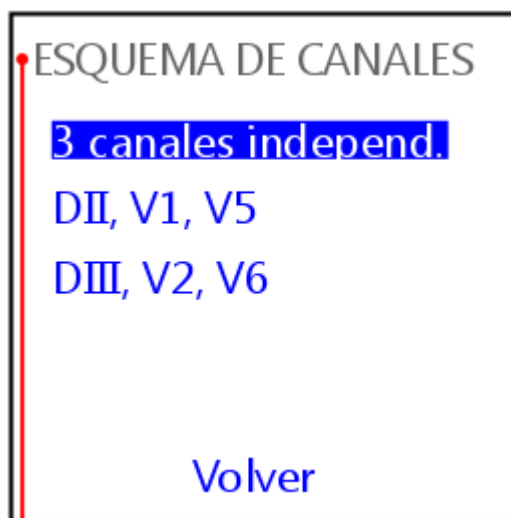 ESQUEMA DE CANALES
3 canales independ.
DII, V1, V5
DIII, V2, V6
Volver